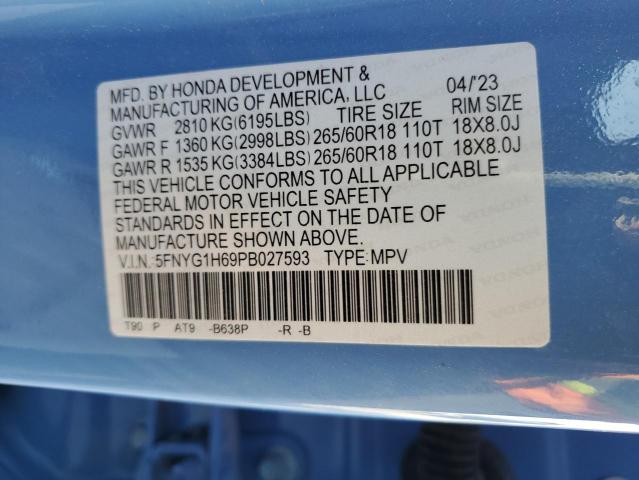 MFD. BY HONDA DEVELOPMENT &
MANUFACTURING OF AMERICA, LLC 04/'23
GVWR 2810 KG(6195LBS) TIRE SIZE RIM SIZE
GAWR F 1360 KG(2998LBS) 265/60R18 110T 18X8.0J
GAWR R 1535 KG(3384LBS) 265/60R18 110T 18X8.0J
THIS VEHICLE CONFORMS TO ALL APPLICABLE
FEDERAL MOTOR VEHICLE SAFETY
STANDARDS IN EFFECT ON THE DATE OF
MANUFACTURE SHOWN ABOVE.
V.I.N.:5FNYG1H69PB027593 TYPE:MPV
T90 P AT9 -B638P -R -B